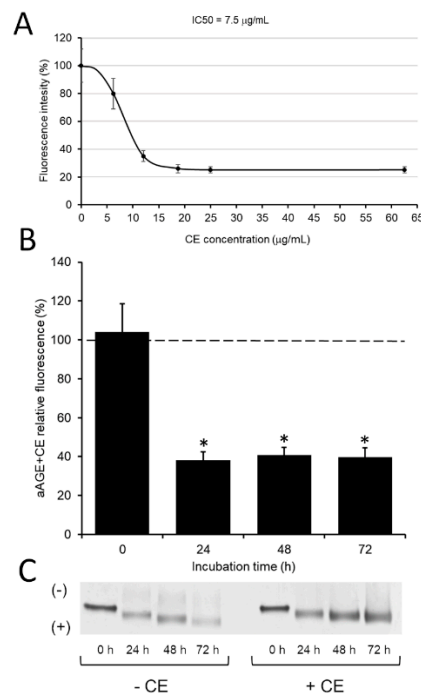 A
IC50 = 7.5 µg/mL
Fluorescence intesity (%)
120
100
80
60
40
20
0
0 5 10 15 20 25 30 35 40 45 50 55 60 65
CE concentration (µg/mL)
B
aAGE+CE relative fluorescence (%)
140
120
100
80
60
40
20
0
* * *
0 24 48 72
Incubation time (h)
C
(-)
(+)
0 h 24 h 48 h 72 h 0 h 24 h 48 h 72 h
- CE + CE